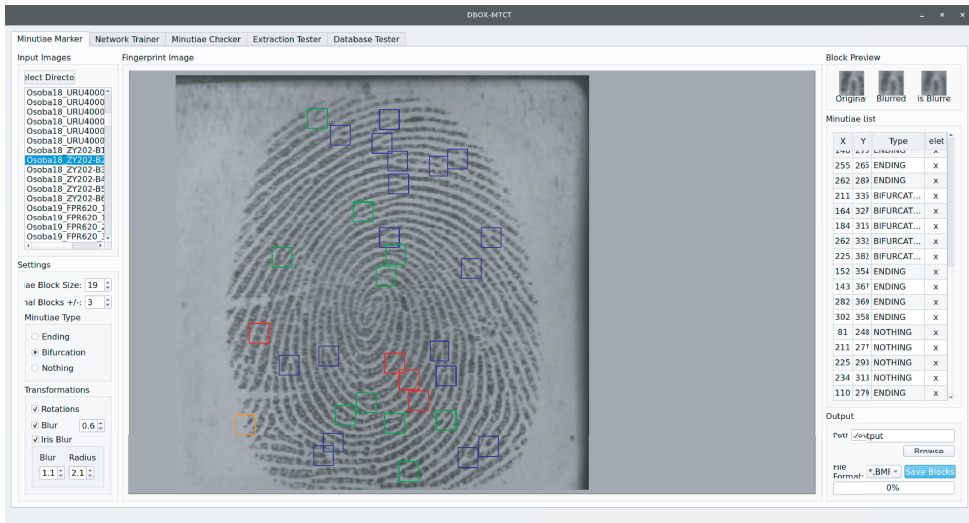 DBOX-MTCT
Minutiae Marker Network Trainer Minutiae Checker Extraction Tester Database Tester
Input Images
elect Directo
Osoba18_URU4000
Osoba18_URU4000
Osoba18_URU4000
Osoba18_URU4000
Osoba18_URU4000
Osoba18_URU4000
Osoba18_ZY202-B1
Osoba18_ZY202-B2
Osoba18_ZY202-B3
Osoba18_ZY202-B4
Osoba18_ZY202-B5
Osoba18_ZY202-B6
Osoba19_FPR620_1
Osoba19_FPR620_2
Osoba19_FPR620_3
Settings
iae Block Size: 19
nal Blocks +/-: 3
Minutiae Type
Ending
Bifurcation
Nothing
Transformations
Rotations
Blur 0.6
Iris Blur
Blur Radius
1.1 2.1
Fingerprint Image
Block Preview
Origina Blurred is Blurre
Minutiae List
X Y Type elet
ENDING x
255 265 ENDING x
262 289 ENDING x
211 335 BIFURCAT... x
164 327 BIFURCAT... x
184 315 BIFURCAT... x
262 332 BIFURCAT... x
225 382 BIFURCAT... x
152 354 ENDING x
143 367 ENDING x
282 369 ENDING x
302 358 ENDING x
81 248 NOTHING x
211 277 NOTHING x
225 293 NOTHING x
234 313 NOTHING x
110 279 ENDING x
Output
Path ./output
Browse
File
Format: *.BMF Save Blocks
0%